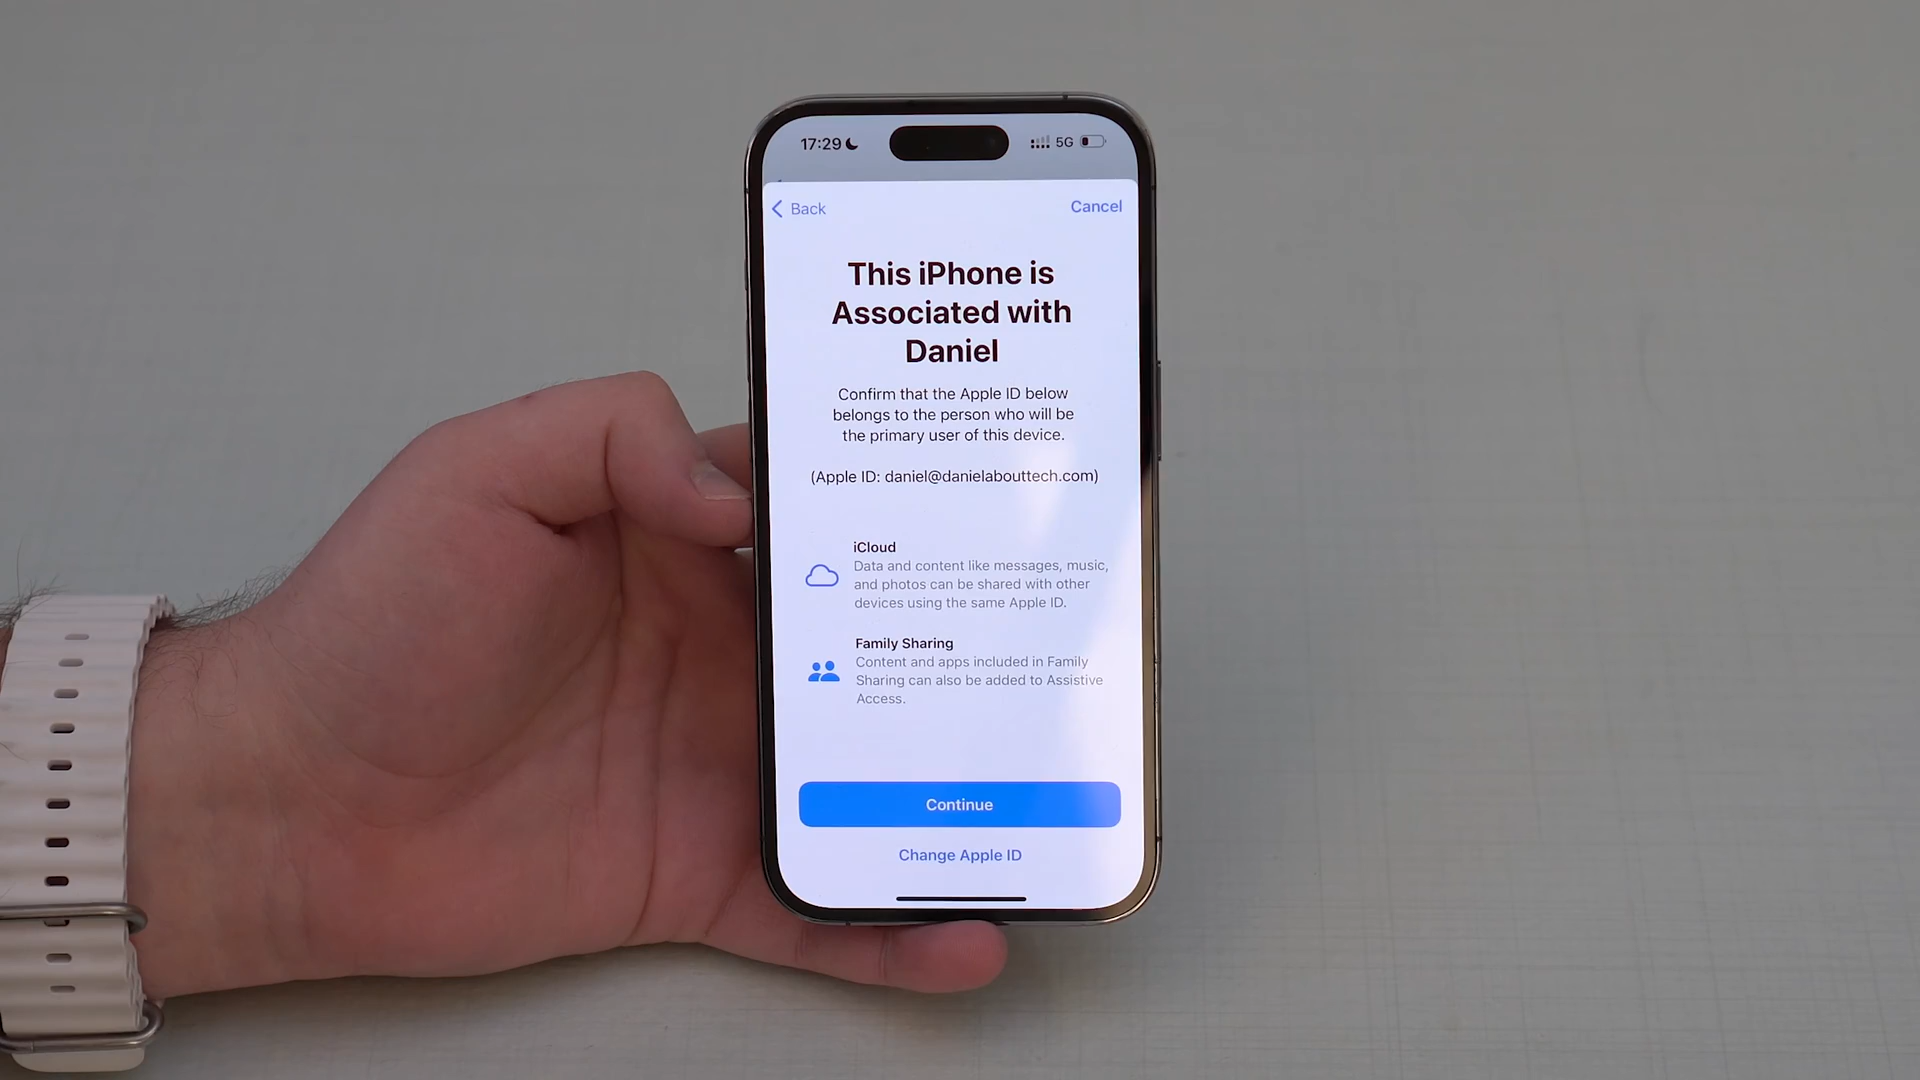 17:29
5G
Back
Cancel
This iPhone is
Associated with
Daniel
Confirm that the Apple ID below
belongs to the person who will be
the primary user of this device.
(Apple ID: daniel@danielabouttech.com)
iCloud
Data and content like messages, music,
and photos can be shared with other
devices using the same Apple ID.
Family Sharing
Content and apps included in Family
Sharing can also be added to Assistive
Access.
Continue
Change Apple ID